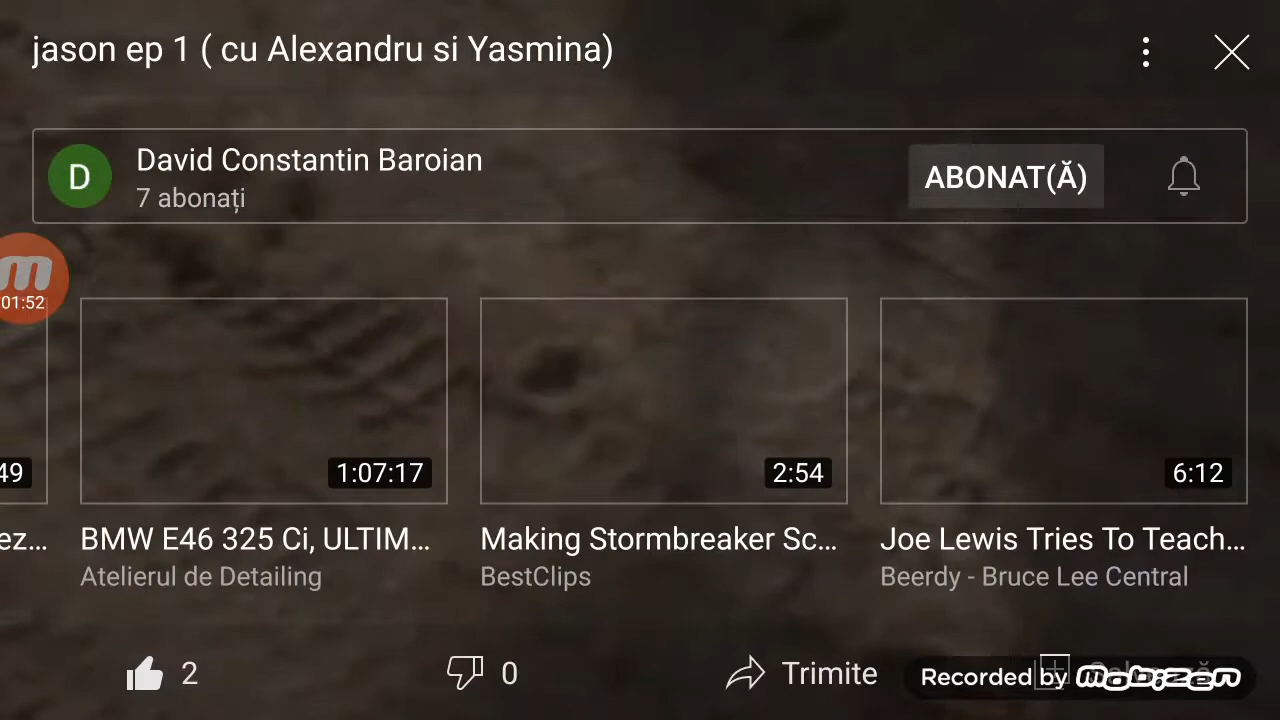 jason ep 1 ( cu Alexandru si Yasmina)
D
David Constantin Baroian
7 abonați
ABONAT(Ă)
m
01:52
49
1:07:17
2:54
6:12
ez...
BMW E46 325 Ci, ULTIM...
Making Stormbreaker Sc...
Joe Lewis Tries To Teach...
Atelierul de Detailing
BestClips
Beerdy - Bruce Lee Central
2
0
Trimite
Recorded by mobizen